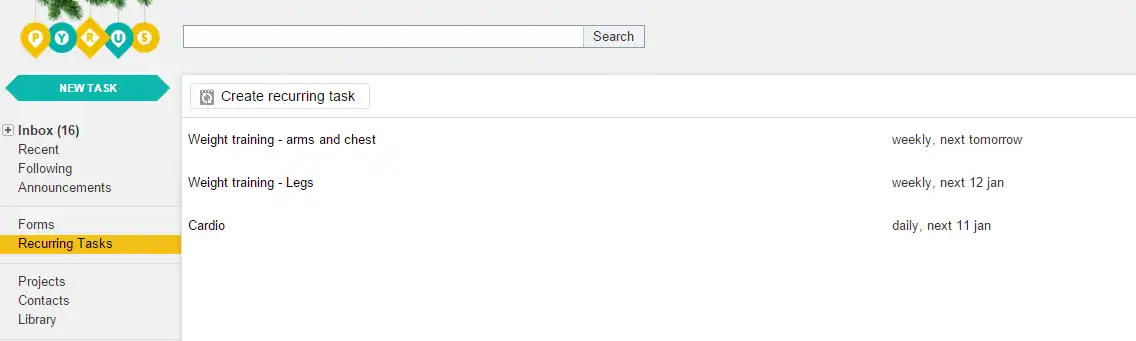 PYRUS
Search
NEW TASK
Create recurring task
Inbox (16)
Recent
Following
Announcements
Forms
Recurring Tasks
Projects
Contacts
Library
Weight training - arms and chest weekly, next tomorrow
Weight training - Legs weekly, next 12 jan
Cardio daily, next 11 jan